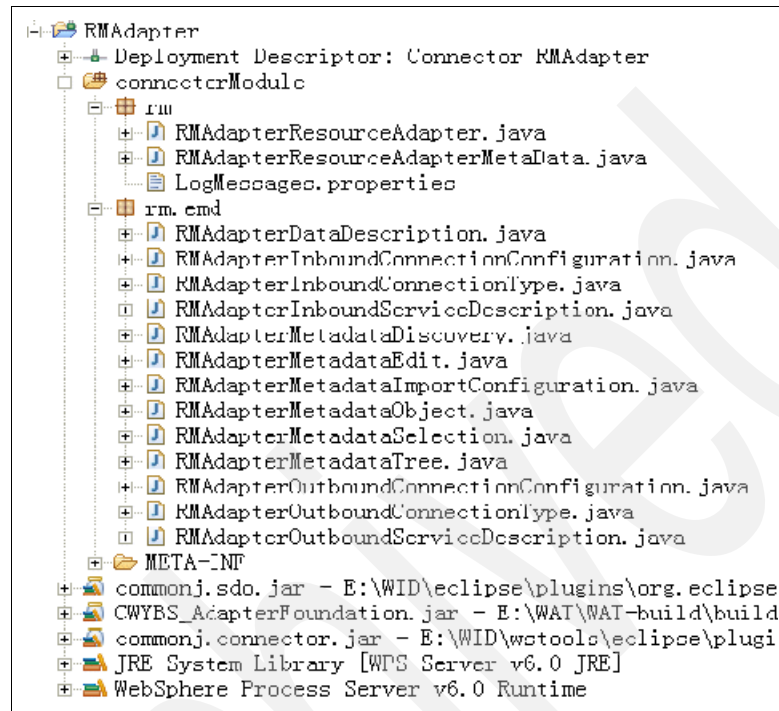 RMAdapter
Deployment Descriptor: Connector RMAdapter
connectorModule
rm
RMAdapterResourceAdapter.java
RMAdapterResourceAdapterMetaData.java
LogMessages.properties
rm.emd
RMAdapterDataDescription.java
RMAdapterInboundConnectionConfiguration.java
RMAdapterInboundConnectionType.java
RMAdapterInboundServiceDescription.java
RMAdapterMetadataDiscovery.java
RMAdapterMetadataEdit.java
RMAdapterMetadataImportConfiguration.java
RMAdapterMetadataObject.java
RMAdapterMetadataSelection.java
RMAdapterMetadataTree.java
RMAdapterOutboundConnectionConfiguration.java
RMAdapterOutboundConnectionType.java
RMAdapterOutboundServiceDescription.java
META-INF
commonj.sdo.jar - E:\WID\eclipse\plugins\org.eclipse
CWYBS_AdapterFoundation.jar - E:\WAT\WAT-build\build
commonj.connector.jar - E:\WID\wstools\eclipse\plugi
JRE System Library [WPS Server v6.0 JRE]
WebSphere Process Server v6.0 Runtime